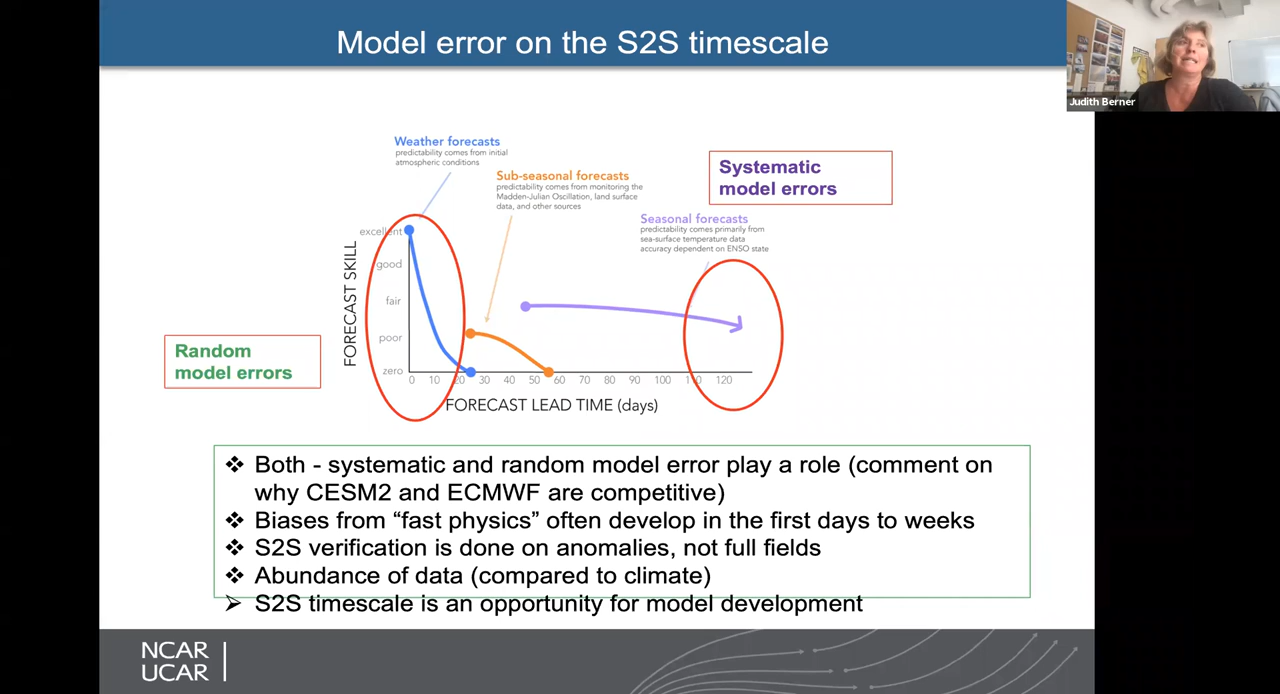 Model error on the S2S timescale
Judith Berner
Weather forecasts
predictability comes from initial
atmospheric conditions
Sub-seasonal forecasts
predictability comes from monitoring the
Madden-Julian Oscillation, land surface
data, and other sources
Systematic
model errors
Seasonal forecasts
predictability comes primarily from
sea-surface temperature data
accuracy dependent on ENSO state
FORECAST SKILL
excellent
good
fair
poor
zero
Random
model errors
0 10 20 30 40 50 60 70 80 90 100 110 120
FORECAST LEAD TIME (days)
❖ Both - systematic and random model error play a role (comment on
why CESM2 and ECMWF are competitive)
❖ Biases from “fast physics” often develop in the first days to weeks
❖ S2S verification is done on anomalies, not full fields
❖ Abundance of data (compared to climate)
➢ S2S timescale is an opportunity for model development
NCAR
UCAR